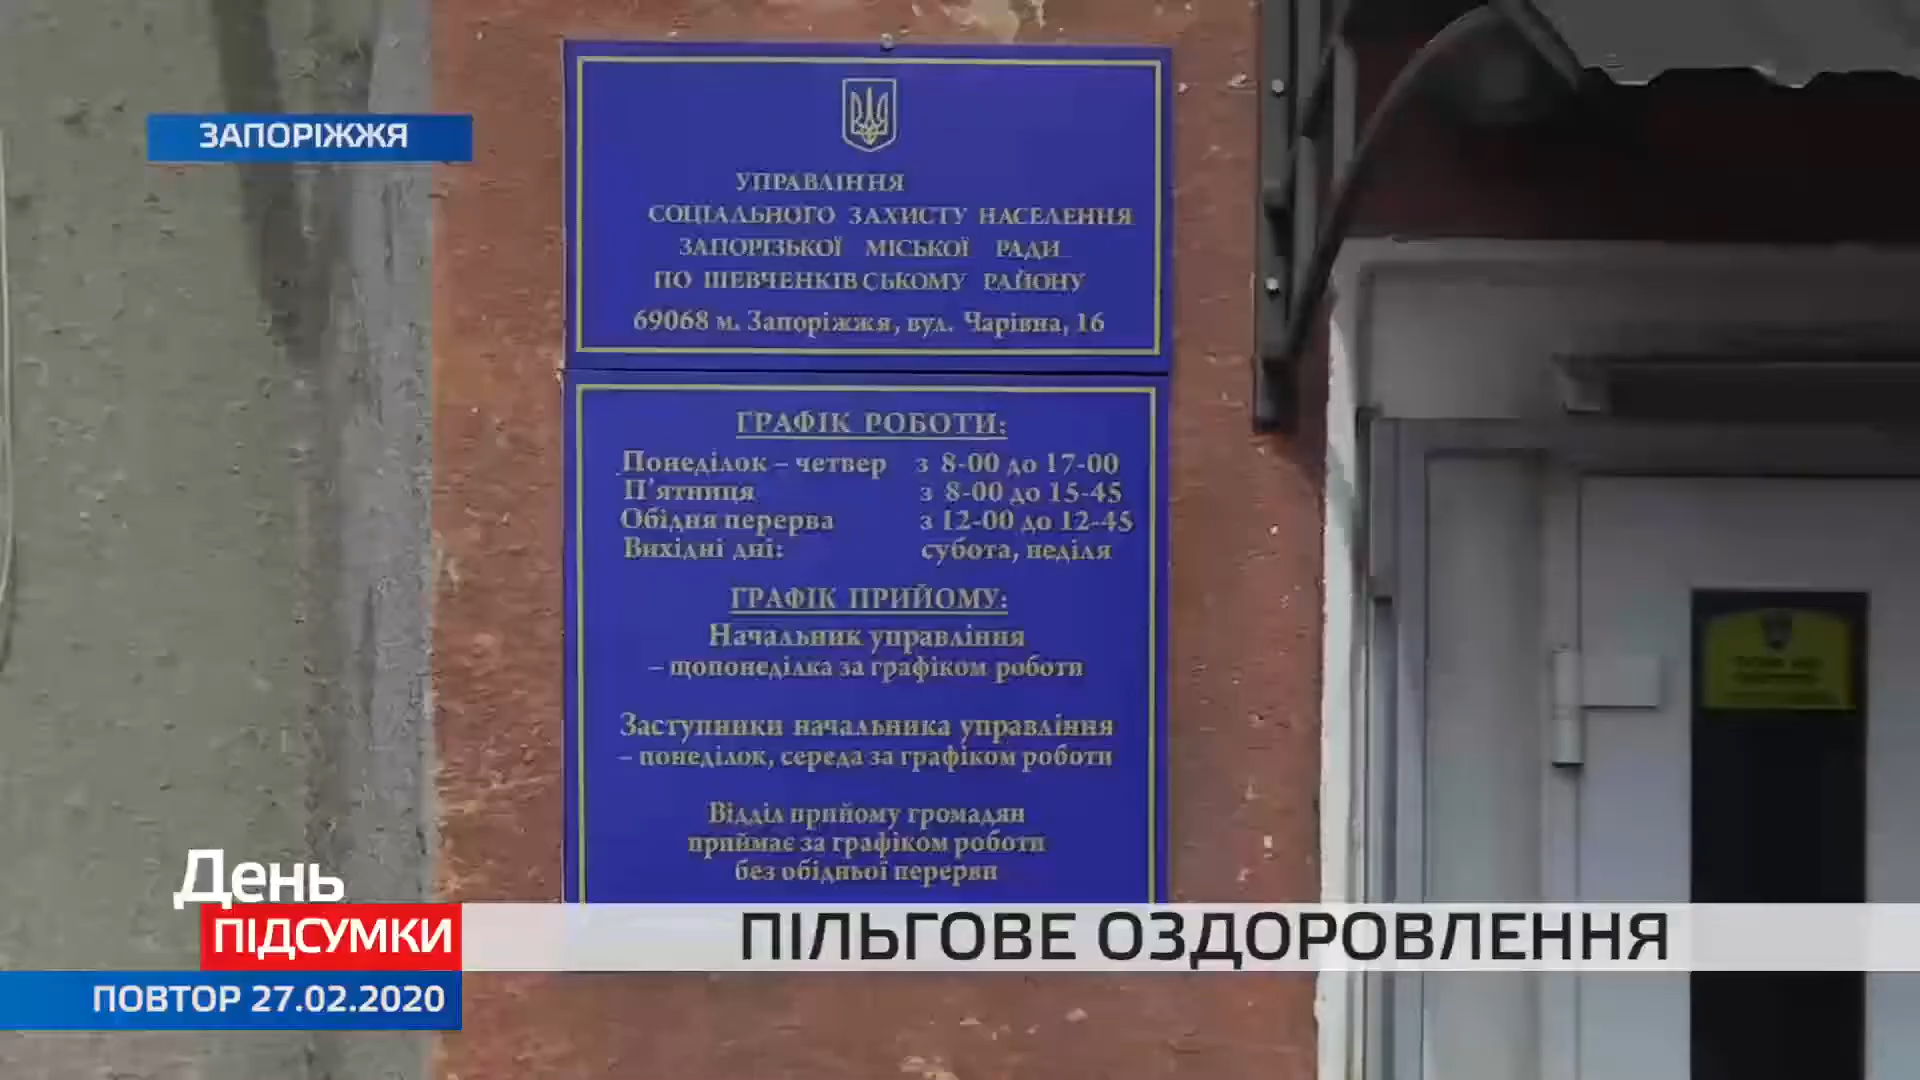 ЗАПОРІЖЖЯ
УПРАВЛІННЯ
СОЦІАЛЬНОГО ЗАХИСТУ НАСЕЛЕННЯ
ЗАПОРІЗЬКОЇ МІСЬКОЇ РАДИ
ПО ШЕВЧЕНКІВСЬКОМУ РАЙОНУ
69068 м. Запоріжжя, вул. Чарівна, 16
ГРАФІК РОБОТИ:
Понеділок – четвер з 8-00 до 17-00
П'ятниця з 8-00 до 15-45
Обідня перерва з 12-00 до 12-45
Вихідні дні: субота, неділя
ГРАФІК ПРИЙОМУ:
Начальник управління
– щопонеділка за графіком роботи
Заступники начальника управління
– понеділок, середа за графіком роботи
Відділ прийому громадян
приймає за графіком роботи
без обідньої перерви
День
ПІДСУМКИ
ПІЛЬГОВЕ ОЗДОРОВЛЕННЯ
ПОВТОР 27.02.2020